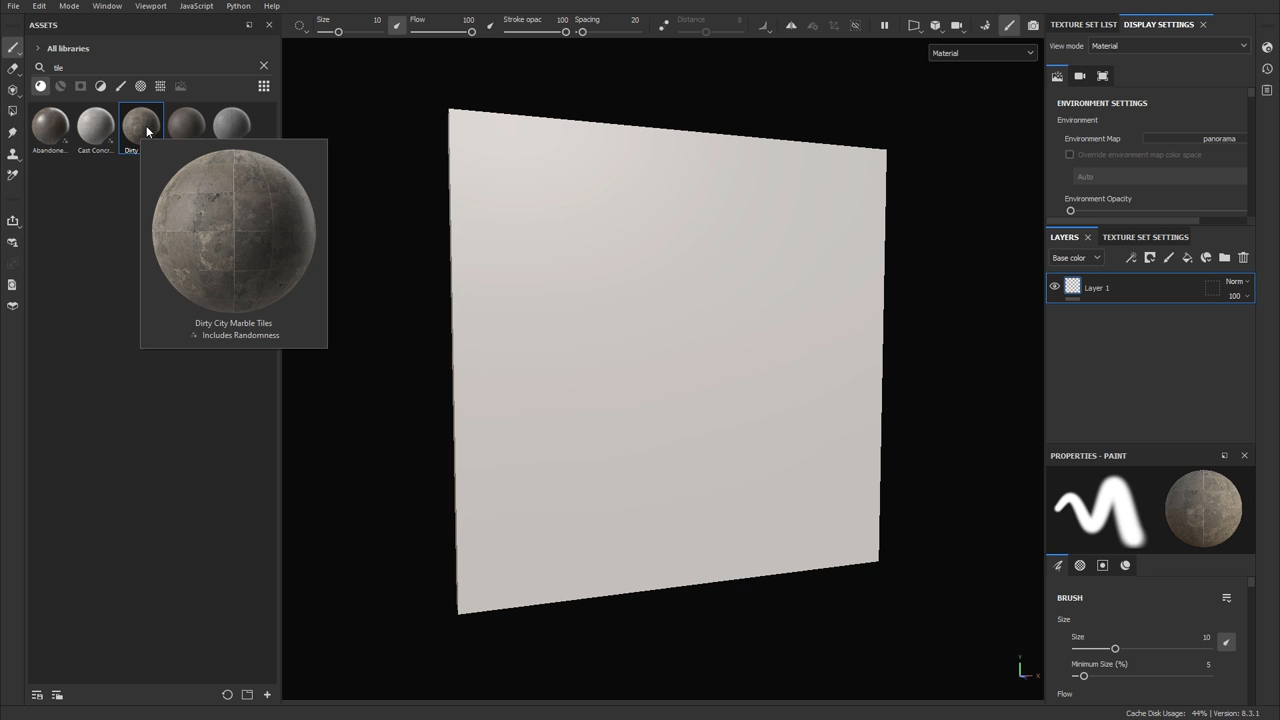 File Edit Mode Window Viewport JavaScript Python Help
ASSETS
All libraries
tile
Abandone...
Cast Concr...
Dirty
Dirty City Marble Tiles
Includes Randomness
Size 10
Flow 100
Stroke opac 100
Spacing 20
Distance 8
Material
TEXTURE SET LIST
DISPLAY SETTINGS
View mode Material
ENVIRONMENT SETTINGS
Environment
Environment Map panorama
Override environment map color space
Auto
Environment Opacity
LAYERS
TEXTURE SET SETTINGS
Base color
Layer 1
Norm
100
PROPERTIES - PAINT
BRUSH
Size
Size 10
Minimum Size (%) 5
Flow
Y
X
Cache Disk Usage: 44% | Version: 8.3.1